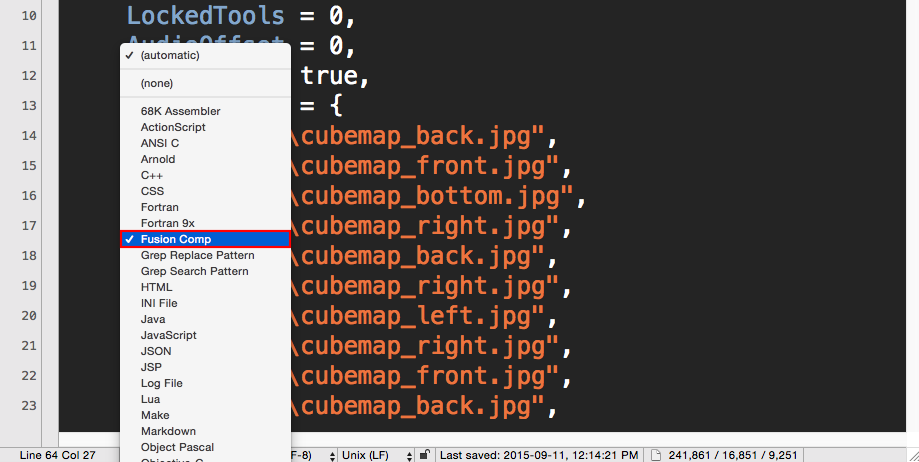 10 LockedTools = 0,
11 AudioOffset = 0,
12 true,
13 = {
14 \cubemap_back.jpg",
15 \cubemap_front.jpg",
16 \cubemap_bottom.jpg",
17 \cubemap_right.jpg",
18 \cubemap_back.jpg",
19 \cubemap_right.jpg",
20 \cubemap_left.jpg",
21 \cubemap_right.jpg",
22 \cubemap_front.jpg",
23 \cubemap_back.jpg",
✓ (automatic)
(none)
68K Assembler
ActionScript
ANSI C
Arnold
C++
CSS
Fortran
Fortran 9x
✓ Fusion Comp
Grep Replace Pattern
Grep Search Pattern
HTML
INI File
Java
JavaScript
JSON
JSP
Log File
Lua
Make
Markdown
Object Pascal
Line 64 Col 27 F-8) Unix (LF) Last saved: 2015-09-11, 12:14:21 PM 241,861 / 16,851 / 9,251